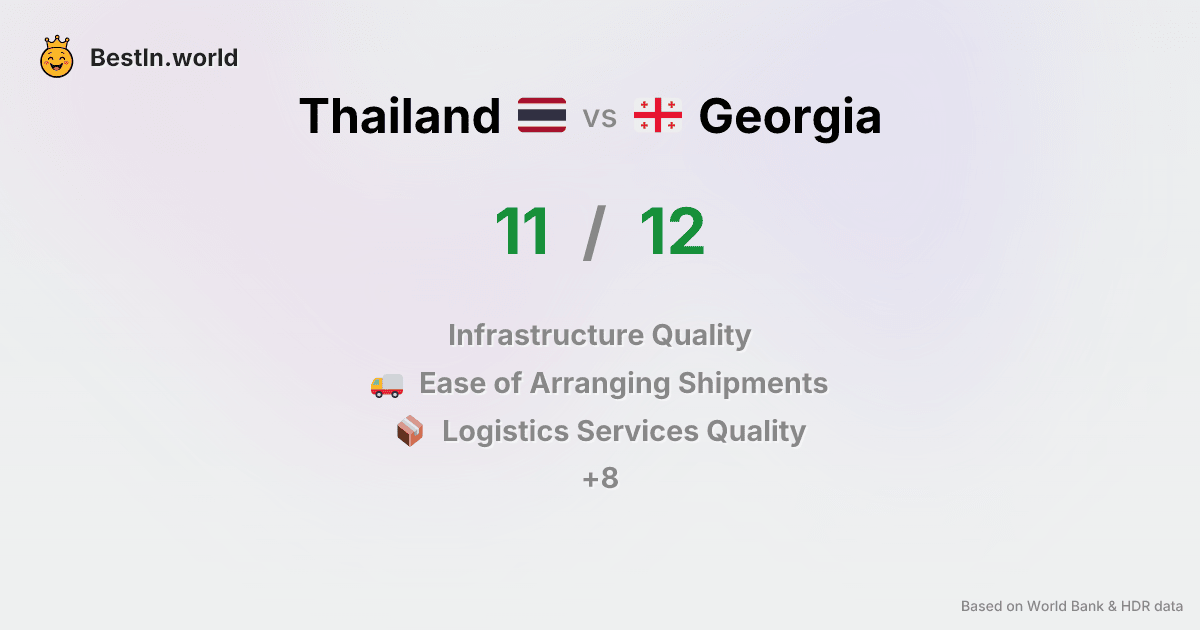 BestIn.world
Thailand vs Georgia
11 / 12
Infrastructure Quality
Ease of Arranging Shipments
Logistics Services Quality
+8
Based on World Bank & HDR data